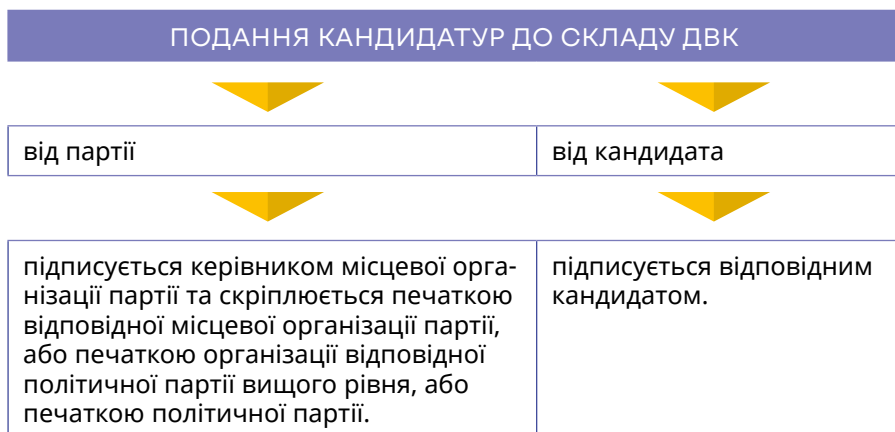 ПОДАННЯ КАНДИДАТУР ДО СКЛАДУ ДВК
від партії
від кандидата
підписується керівником місцевої орга-
нізації партії та скріплюється печаткою
відповідної місцевої організації партії,
або печаткою організації відповідної
політичної партії вищого рівня, або
печаткою політичної партії.
підписується відповідним
кандидатом.